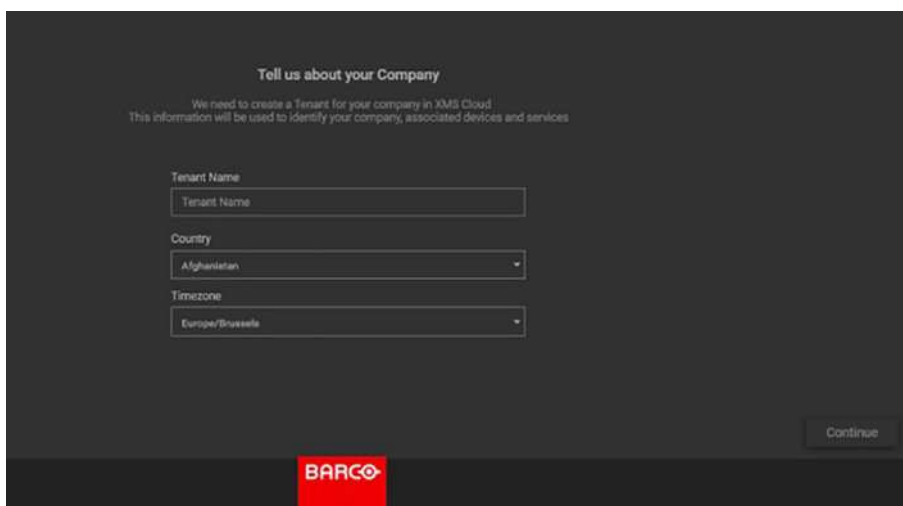 Tell us about your Company
We need to create a Tenant for your company in XMS Cloud
This information will be used to identify your company, associated devices and services
Tenant Name
Tenant Name
Country
Afghanistan
Timezone
Europe/Brussels
Continue
BARCO